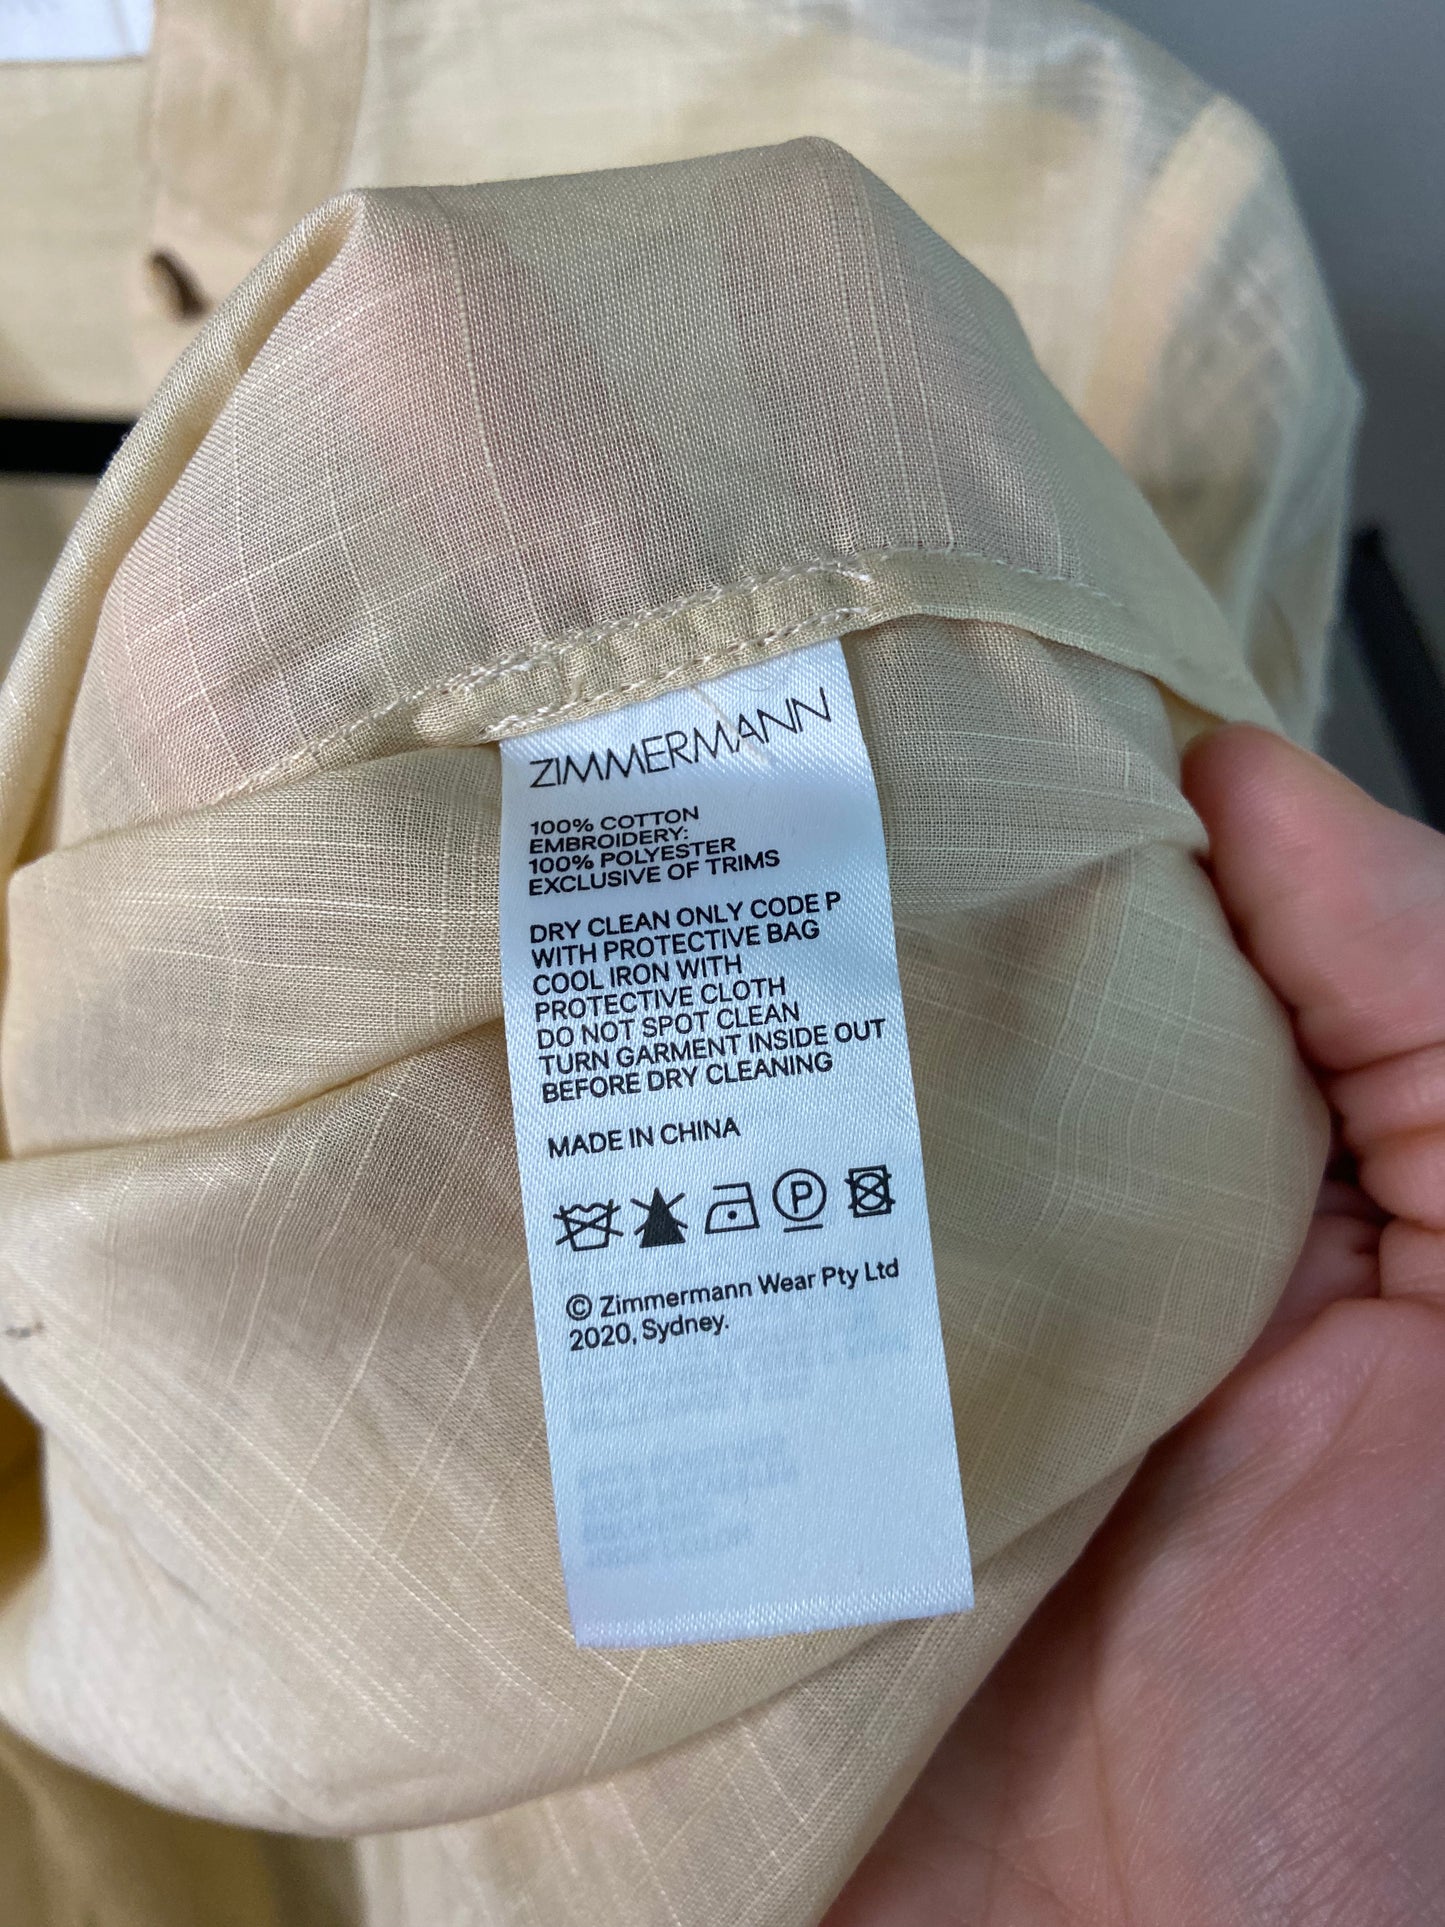 ZIMMERMANN
100% COTTON
EMBROIDERY:
100% POLYESTER
EXCLUSIVE OF TRIMS
DRY CLEAN ONLY CODE P
WITH PROTECTIVE BAG
COOL IRON WITH
PROTECTIVE CLOTH
DO NOT SPOT CLEAN
TURN GARMENT INSIDE OUT
BEFORE DRY CLEANING
MADE IN CHINA
P
© Zimmermann Wear Pty Ltd
2020, Sydney.